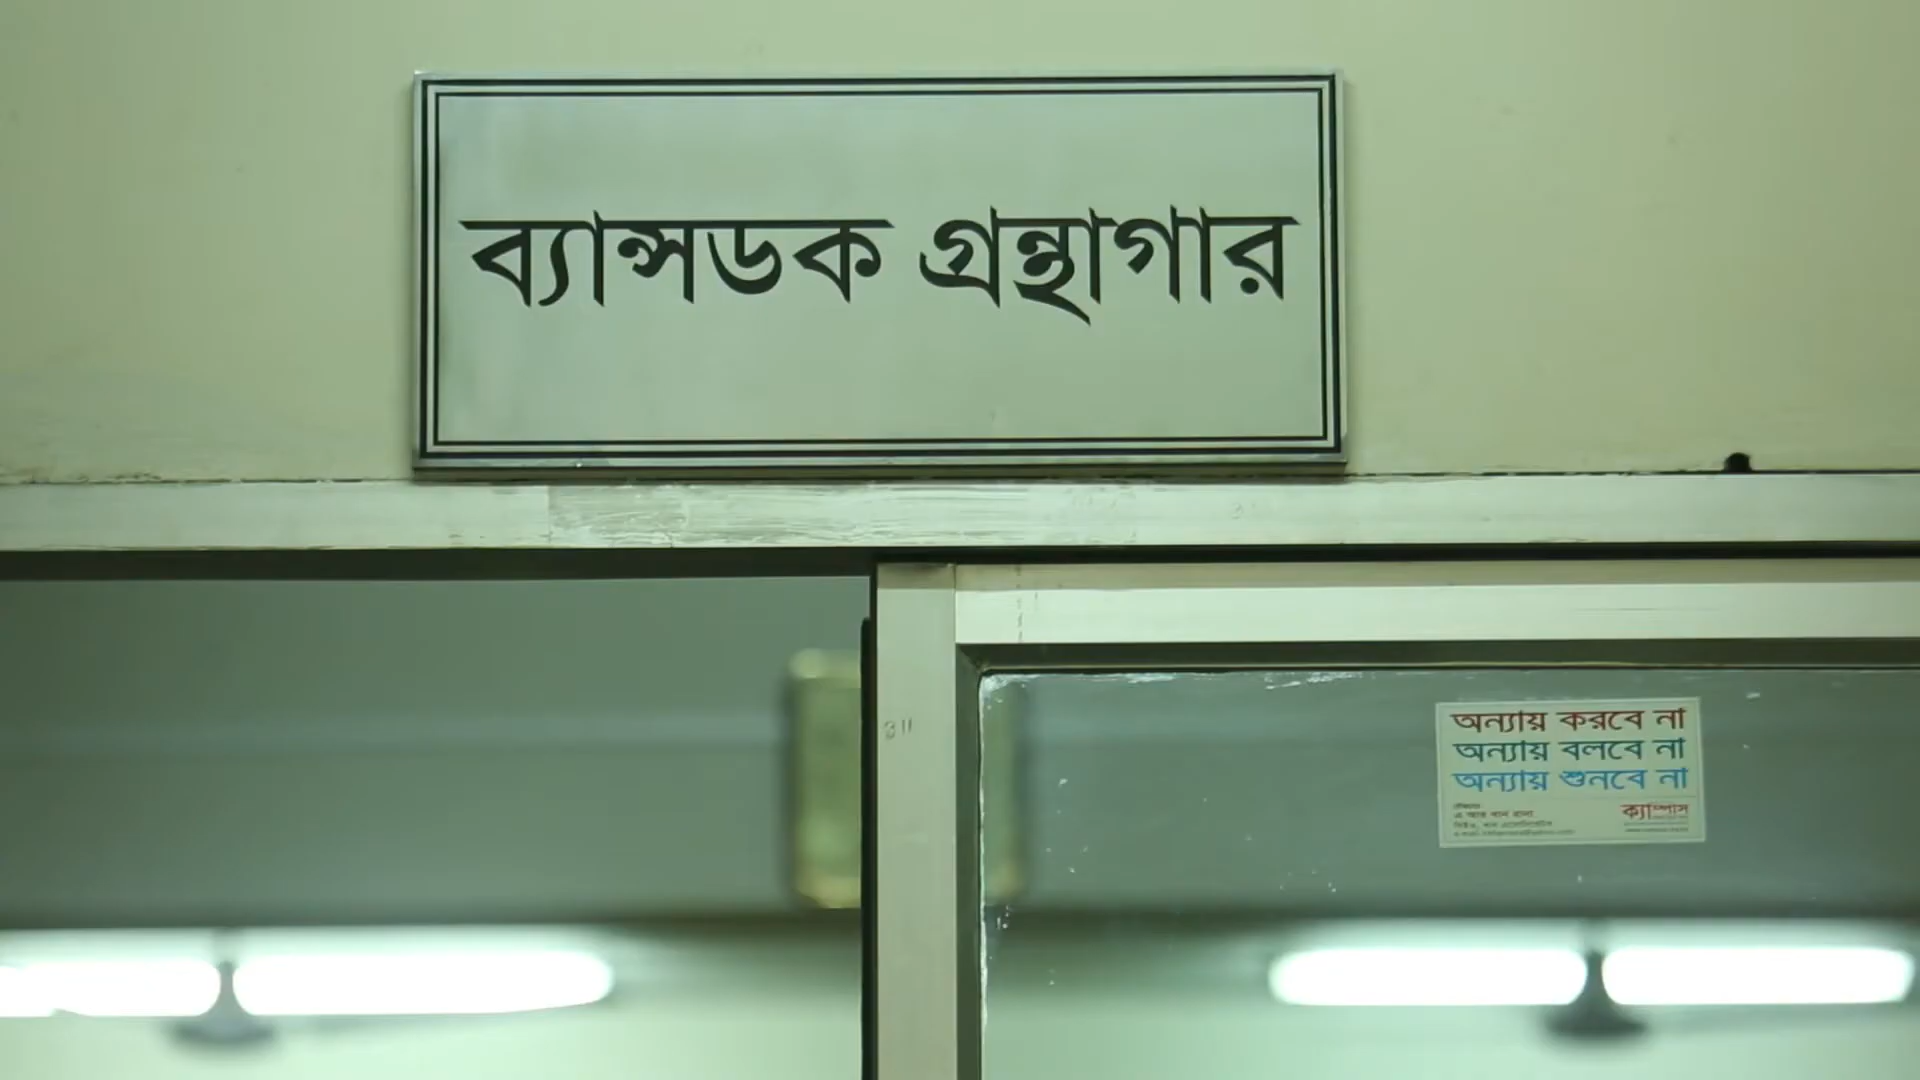 ব্যান্সডক গ্রন্থাগার
অন্যায় করবে না
অন্যায় বলবে না
অন্যায় শুনবে না
ক্যাম্পাস